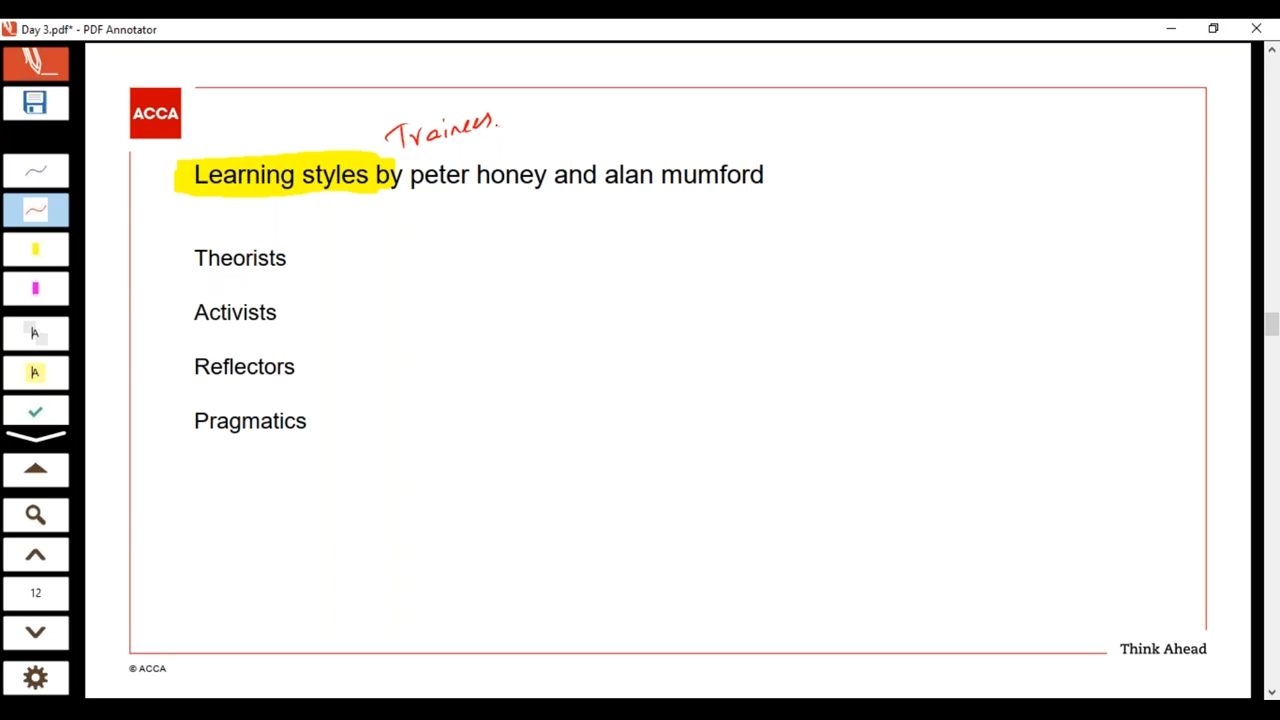 Day 3.pdf* - PDF Annotator
ACCA
Trainees.
Learning styles by peter honey and alan mumford
Theorists
Activists
Reflectors
Pragmatics
12
Think Ahead
© ACCA